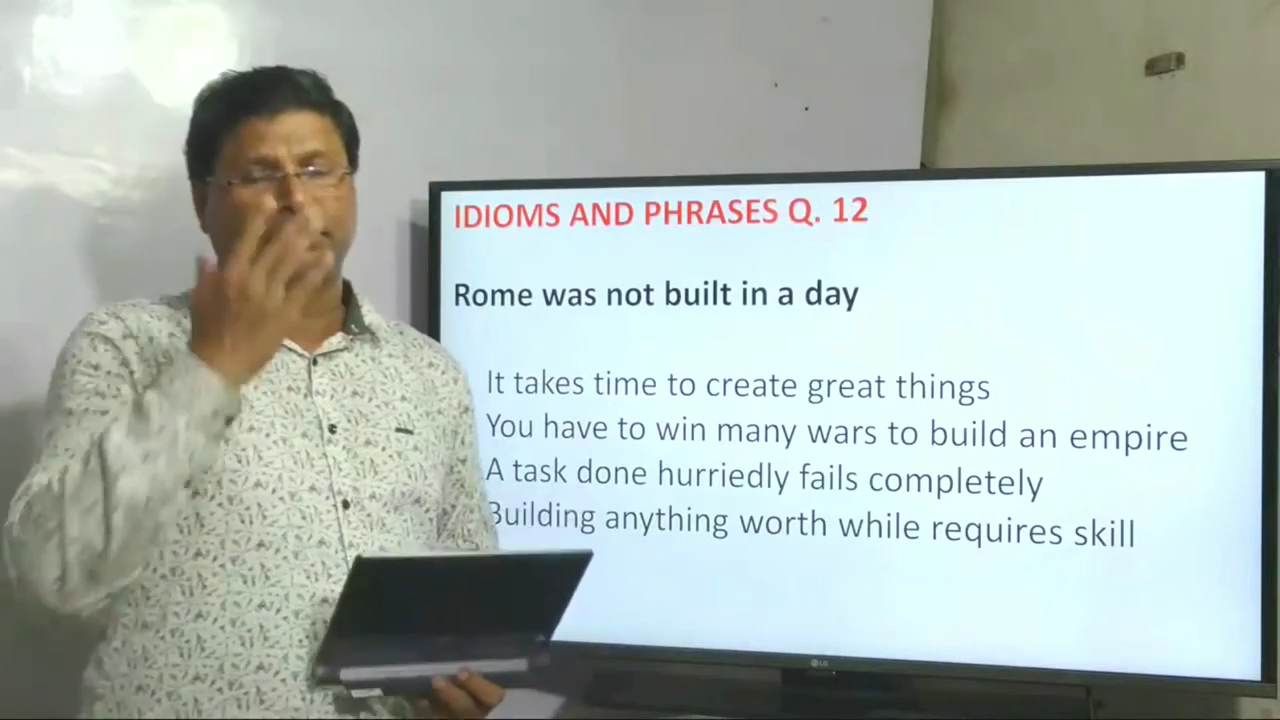 IDIOMS AND PHRASES Q. 12
Rome was not built in a day
It takes time to create great things
You have to win many wars to build an empire
A task done hurriedly fails completely
Building anything worth while requires skill
LG